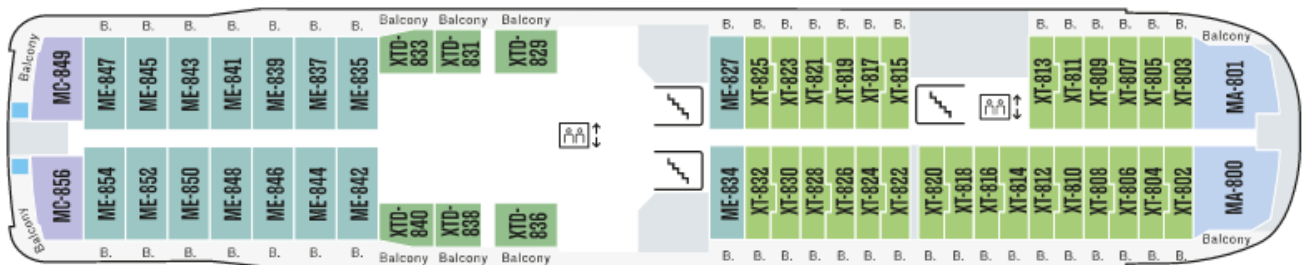 B. B. B. B. B. B. B. Balcony Balcony Balcony B. B. B. B. B. B. B. B. B. B. B. B. B.
Balcony
MC-849
ME-847
ME-845
ME-843
ME-841
ME-839
ME-837
ME-835
XTD-
833
XTD-
831
XTD-
829
ME-827
XT-825
XT-823
XT-821
XT-819
XT-817
XT-815
XT-813
XT-811
XT-809
XT-807
XT-805
XT-803
Balcony
MA-801
MC-856
ME-854
ME-852
ME-850
ME-848
ME-846
ME-844
ME-842
XTD-
840
XTD-
838
XTD-
836
ME-834
XT-832
XT-830
XT-828
XT-826
XT-824
XT-822
XT-820
XT-818
XT-816
XT-814
XT-812
XT-810
XT-808
XT-806
XT-804
XT-802
MA-800
Balcony
Balcony
B. B. B. B. B. B. B. Balcony Balcony Balcony B. B. B. B. B. B. B. B. B. B. B. B. B. B. B. B. B.